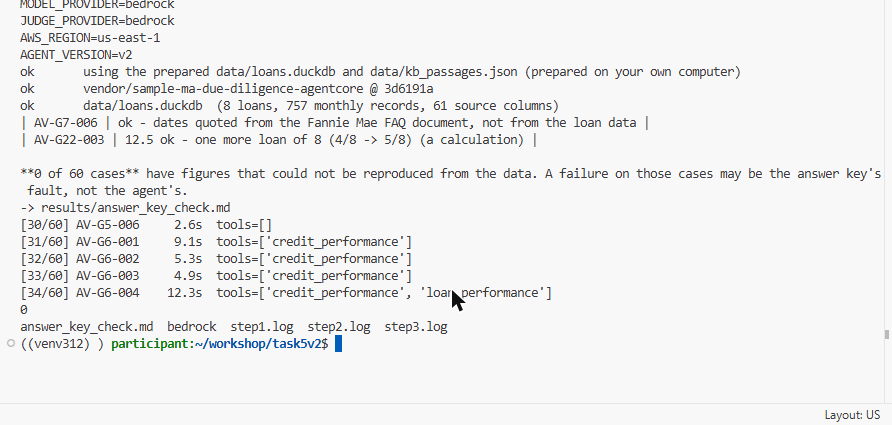 MODEL_PROVIDER=bedrock
JUDGE_PROVIDER=bedrock
AWS_REGION=us-east-1
AGENT_VERSION=v2
ok      using the prepared data/loans.duckdb and data/kb_passages.json (prepared on your own computer)
ok      vendor/sample-ma-due-diligence-agentcore @ 3d6191a
ok      data/loans.duckdb  (8 loans, 757 monthly records, 61 source columns)
| AV-G7-006 | ok - dates quoted from the Fannie Mae FAQ document, not from the loan data |
| AV-G22-003 | 12.5 ok - one more loan of 8 (4/8 -> 5/8) (a calculation) |
**0 of 60 cases** have figures that could not be reproduced from the data. A failure on those cases may be the answer key's
fault, not the agent's.
-> results/answer_key_check.md
[30/60] AV-G5-006     2.6s  tools=[]
[31/60] AV-G6-001     9.1s  tools=['credit_performance']
[32/60] AV-G6-002     5.3s  tools=['credit_performance']
[33/60] AV-G6-003     4.9s  tools=['credit_performance']
[34/60] AV-G6-004    12.3s  tools=['credit_performance', 'loan_performance']
0
answer_key_check.md  bedrock  step1.log  step2.log  step3.log
((venv312) ) participant:~/workshop/task5v2$
Layout: US